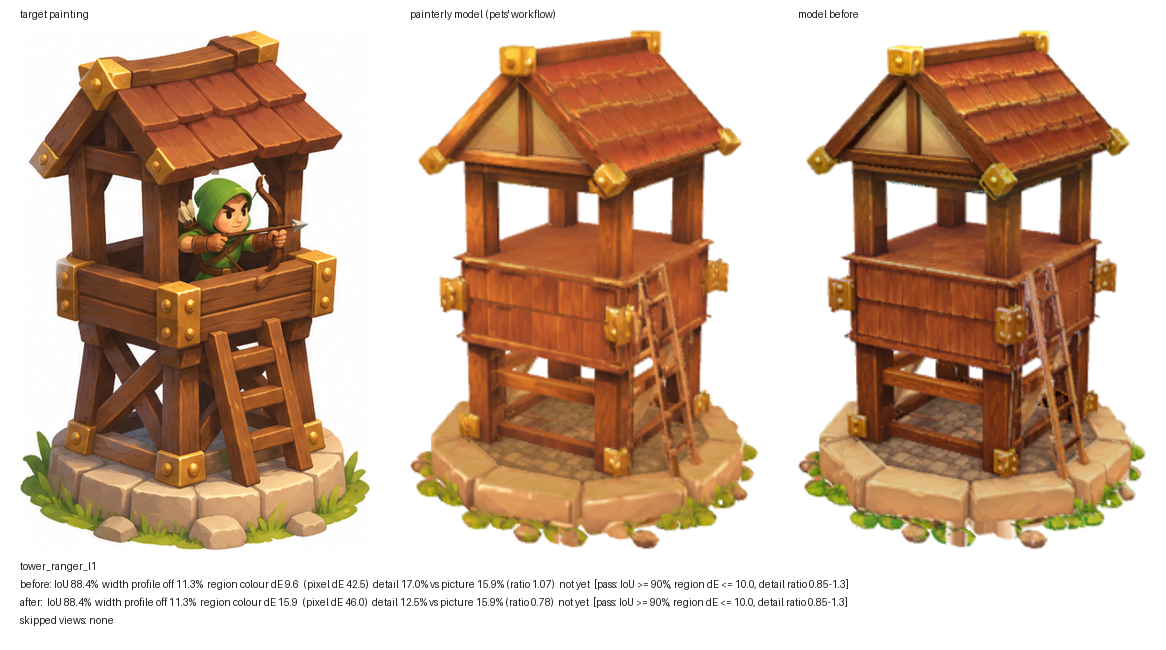 target painting
painterly model (pets' workflow)
model before
tower_ranger_l1
before: IoU 88.4% width profile off 11.3% region colour dE 9.6 (pixel dE 42.5) detail 17.0% vs picture 15.9% (ratio 1.07) not yet [pass: IoU >= 90%, region dE <= 10.0, detail ratio 0.85-1.3]
after: IoU 88.4% width profile off 11.3% region colour dE 15.9 (pixel dE 46.0) detail 12.5% vs picture 15.9% (ratio 0.78) not yet [pass: IoU >= 90%, region dE <= 10.0, detail ratio 0.85-1.3]
skipped views: none